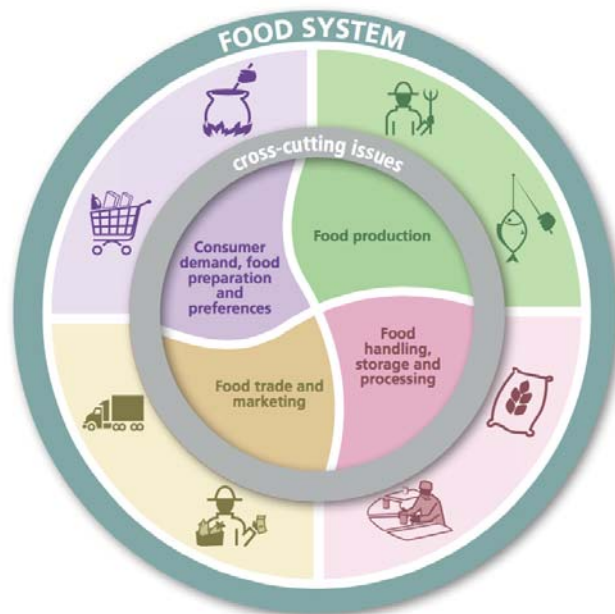 FOOD SYSTEM
cross-cutting issues
Consumer
demand, food
preparation
and
preferences
Food production
Food
handling,
storage and
processing
Food trade and
marketing